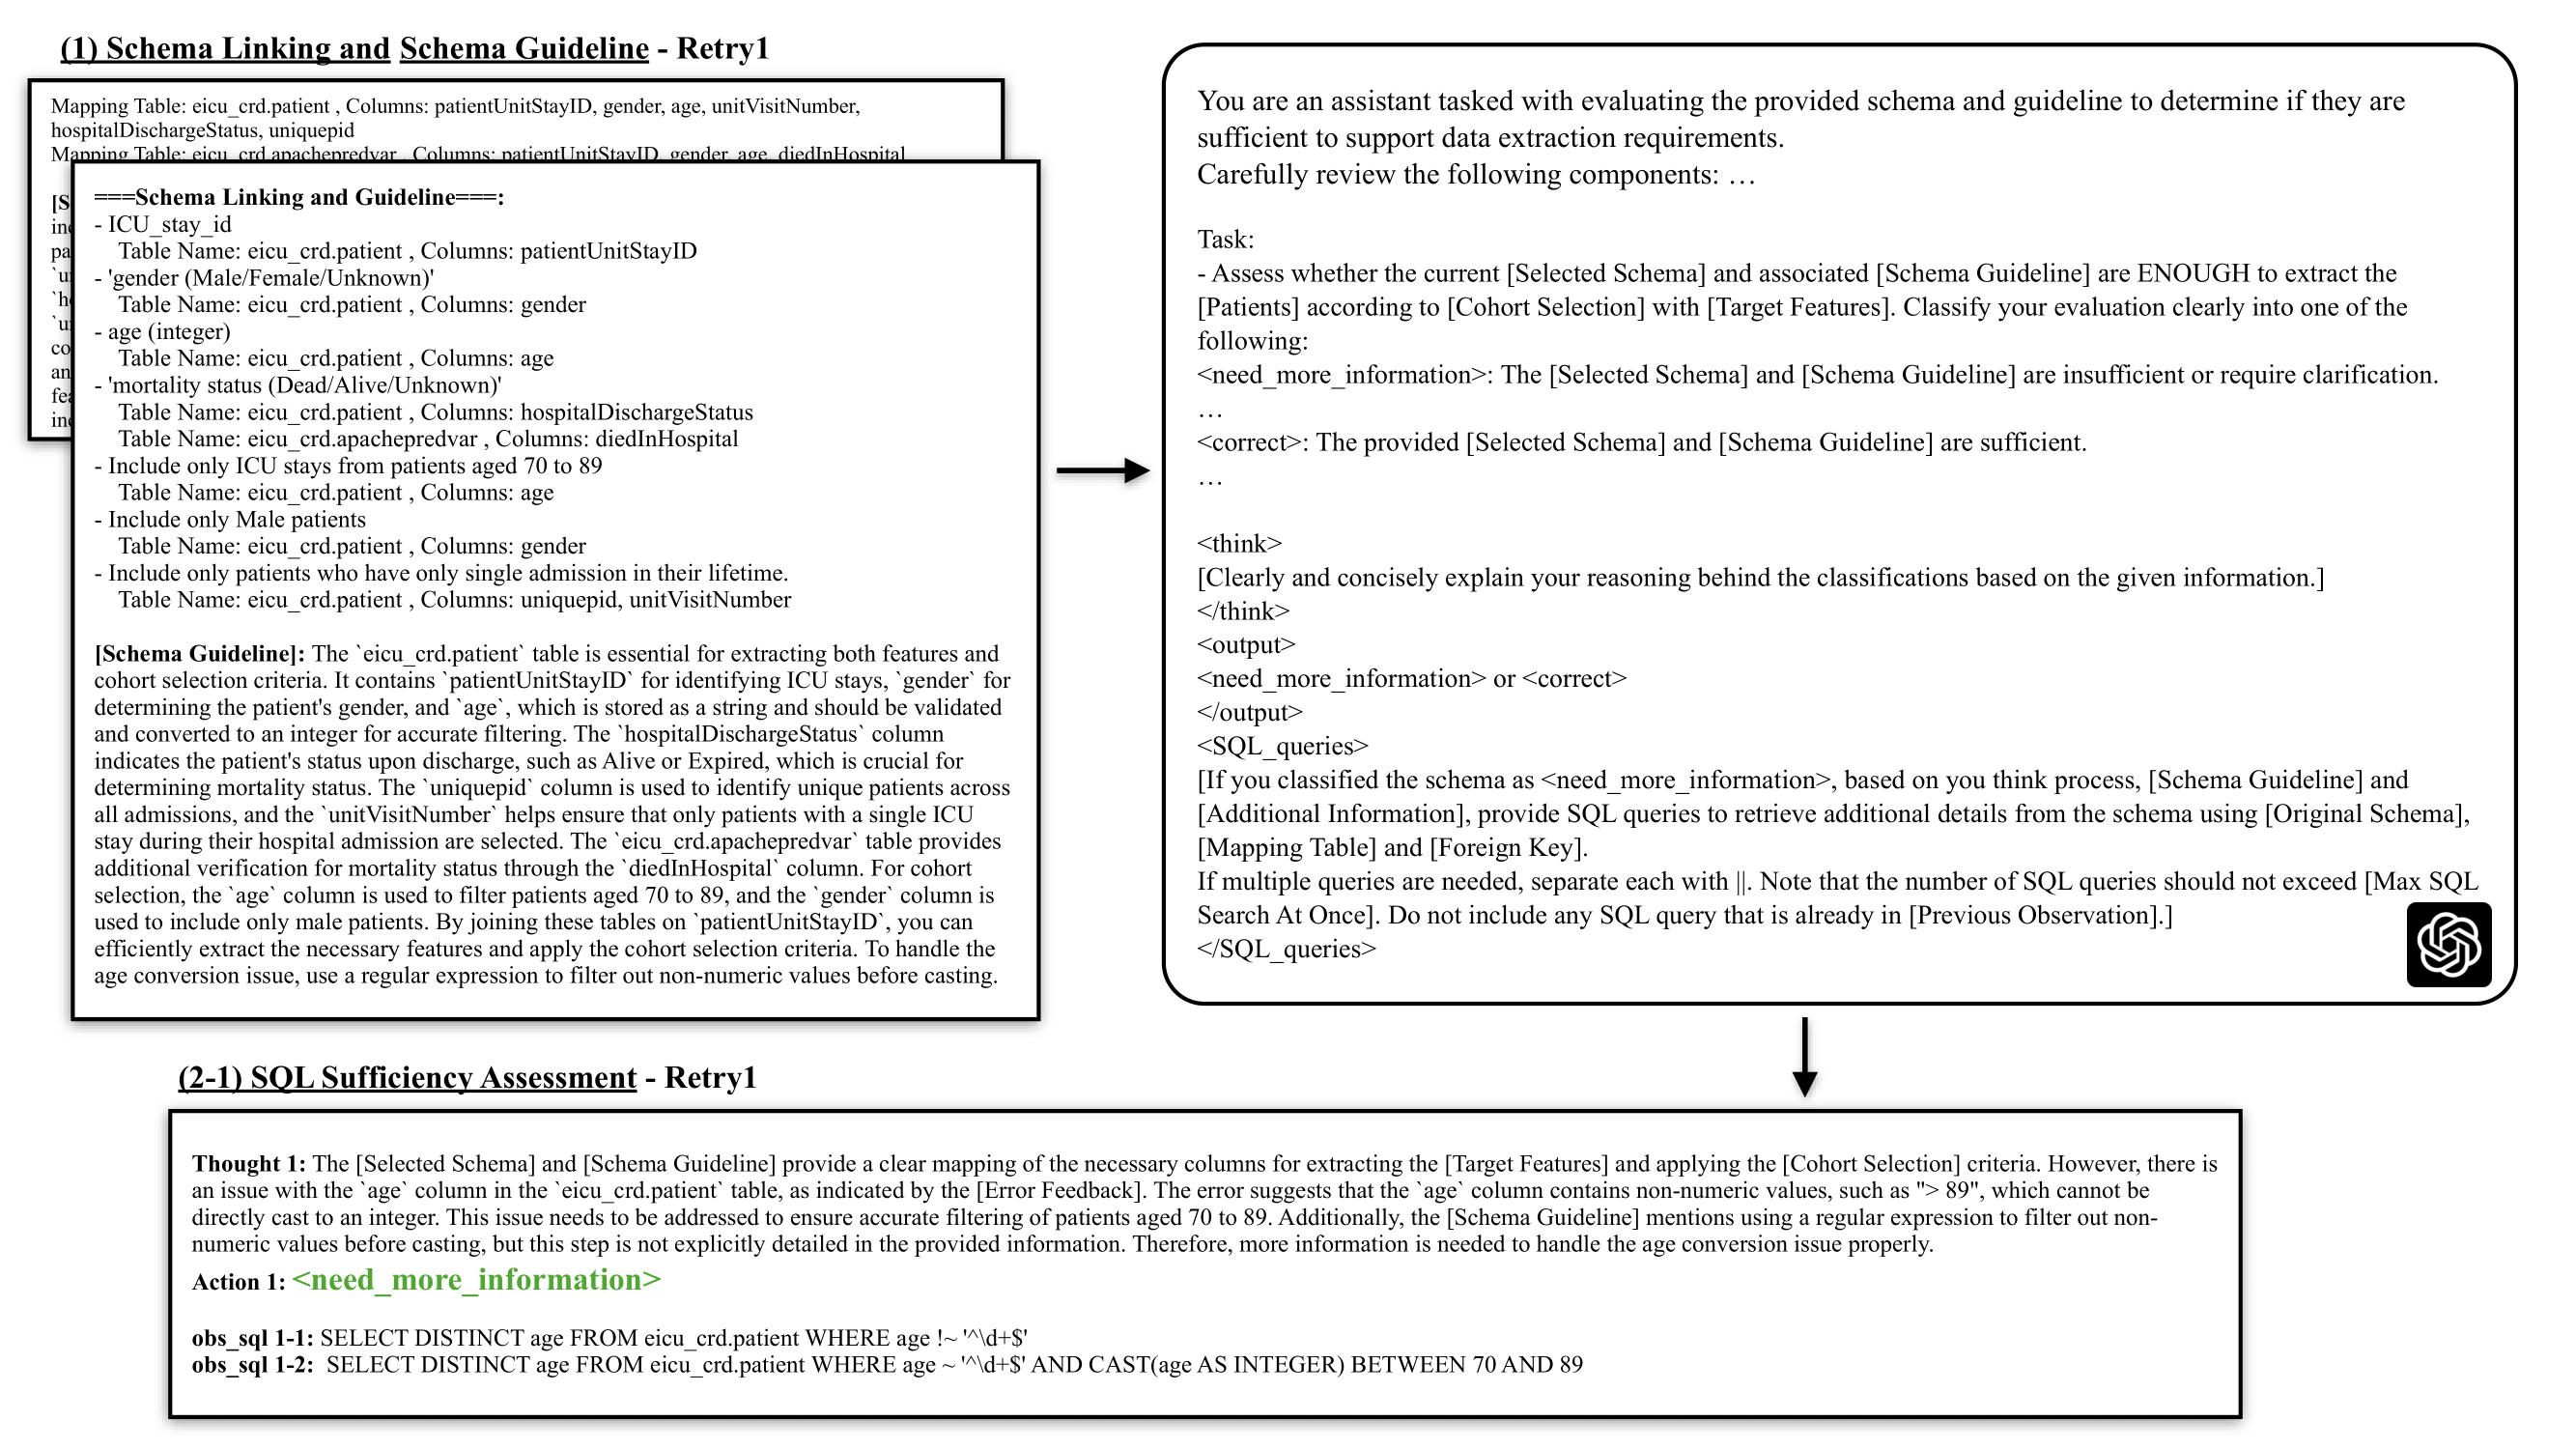 (1) Schema Linking and Schema Guideline - Retry1
Mapping Table: eicu_crd.patient , Columns: patientUnitStayID, gender, age, unitVisitNumber,
hospitalDischargeStatus, uniquepid
Mapping Table: eicu_crd.apachepredvar , Columns: patientUnitStayID, gender, age, diedInHospital
===Schema Linking and Guideline===:
- ICU_stay_id
Table Name: eicu_crd.patient , Columns: patientUnitStayID
- 'gender (Male/Female/Unknown)'
Table Name: eicu_crd.patient , Columns: gender
- age (integer)
Table Name: eicu_crd.patient , Columns: age
- 'mortality status (Dead/Alive/Unknown)'
Table Name: eicu_crd.patient , Columns: hospitalDischargeStatus
Table Name: eicu_crd.apachepredvar , Columns: diedInHospital
- Include only ICU stays from patients aged 70 to 89
Table Name: eicu_crd.patient , Columns: age
- Include only Male patients
Table Name: eicu_crd.patient , Columns: gender
- Include only patients who have only single admission in their lifetime.
Table Name: eicu_crd.patient , Columns: uniquepid, unitVisitNumber
[Schema Guideline]: The `eicu_crd.patient` table is essential for extracting both features and
cohort selection criteria. It contains `patientUnitStayID` for identifying ICU stays, `gender` for
determining the patient's gender, and `age`, which is stored as a string and should be validated
and converted to an integer for accurate filtering. The `hospitalDischargeStatus` column
indicates the patient's status upon discharge, such as Alive or Expired, which is crucial for
determining mortality status. The `uniquepid` column is used to identify unique patients across
all admissions, and the `unitVisitNumber` helps ensure that only patients with a single ICU
stay during their hospital admission are selected. The `eicu_crd.apachepredvar` table provides
additional verification for mortality status through the `diedInHospital` column. For cohort
selection, the `age` column is used to filter patients aged 70 to 89, and the `gender` column is
used to include only male patients. By joining these tables on `patientUnitStayID`, you can
efficiently extract the necessary features and apply the cohort selection criteria. To handle the
age conversion issue, use a regular expression to filter out non-numeric values before casting.
You are an assistant tasked with evaluating the provided schema and guideline to determine if they are
sufficient to support data extraction requirements.
Carefully review the following components: …
Task:
- Assess whether the current [Selected Schema] and associated [Schema Guideline] are ENOUGH to extract the
[Patients] according to [Cohort Selection] with [Target Features]. Classify your evaluation clearly into one of the
following:
<need_more_information>: The [Selected Schema] and [Schema Guideline] are insufficient or require clarification.
…
<correct>: The provided [Selected Schema] and [Schema Guideline] are sufficient.
…
<think>
[Clearly and concisely explain your reasoning behind the classifications based on the given information.]
</think>
<output>
<need_more_information> or <correct>
</output>
<SQL_queries>
[If you classified the schema as <need_more_information>, based on you think process, [Schema Guideline] and
[Additional Information], provide SQL queries to retrieve additional details from the schema using [Original Schema],
[Mapping Table] and [Foreign Key].
If multiple queries are needed, separate each with ||. Note that the number of SQL queries should not exceed [Max SQL
Search At Once]. Do not include any SQL query that is already in [Previous Observation].]
</SQL_queries>
(2-1) SQL Sufficiency Assessment - Retry1
Thought 1: The [Selected Schema] and [Schema Guideline] provide a clear mapping of the necessary columns for extracting the [Target Features] and applying the [Cohort Selection] criteria. However, there is
an issue with the `age` column in the `eicu_crd.patient` table, as indicated by the [Error Feedback]. The error suggests that the `age` column contains non-numeric values, such as "> 89", which cannot be
directly cast to an integer. This issue needs to be addressed to ensure accurate filtering of patients aged 70 to 89. Additionally, the [Schema Guideline] mentions using a regular expression to filter out non-
numeric values before casting, but this step is not explicitly detailed in the provided information. Therefore, more information is needed to handle the age conversion issue properly.
Action 1: <need_more_information>
obs_sql 1-1: SELECT DISTINCT age FROM eicu_crd.patient WHERE age !~ '^\d+$'
obs_sql 1-2: SELECT DISTINCT age FROM eicu_crd.patient WHERE age ~ '^\d+$' AND CAST(age AS INTEGER) BETWEEN 70 AND 89